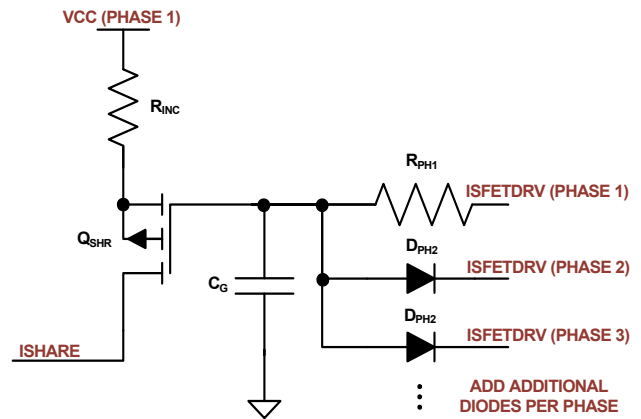 VCC (PHASE 1)
RINC
RPH1
ISFETDRV (PHASE 1)
QSHR
DPH2
ISFETDRV (PHASE 2)
CG
DPH2
ISFETDRV (PHASE 3)
ISHARE
ADD ADDITIONAL
DIODES PER PHASE